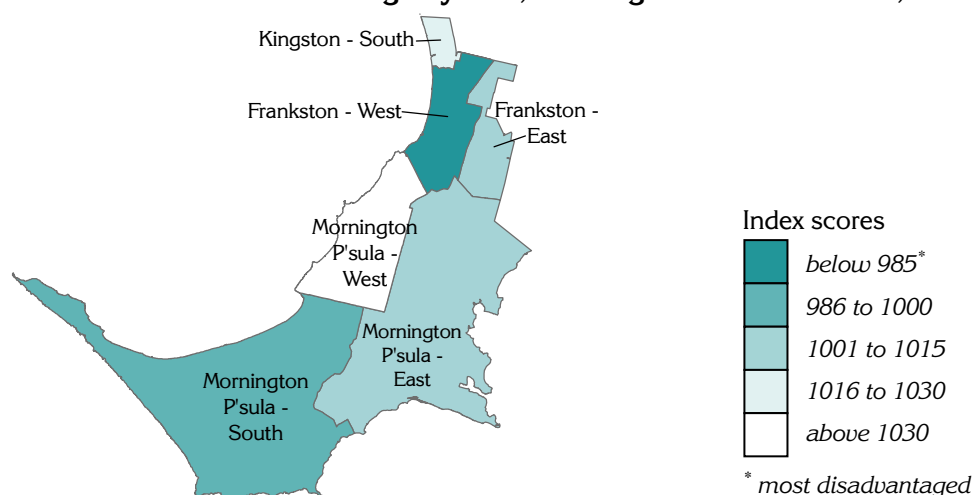 Kingston - South
Frankston - West
Frankston -
East
Mornington
P'sula -
West
Mornington
P'sula -
East
Mornington
P'sula -
South
Index scores
below 985*
986 to 1000
1001 to 1015
1016 to 1030
above 1030
* most disadvantaged